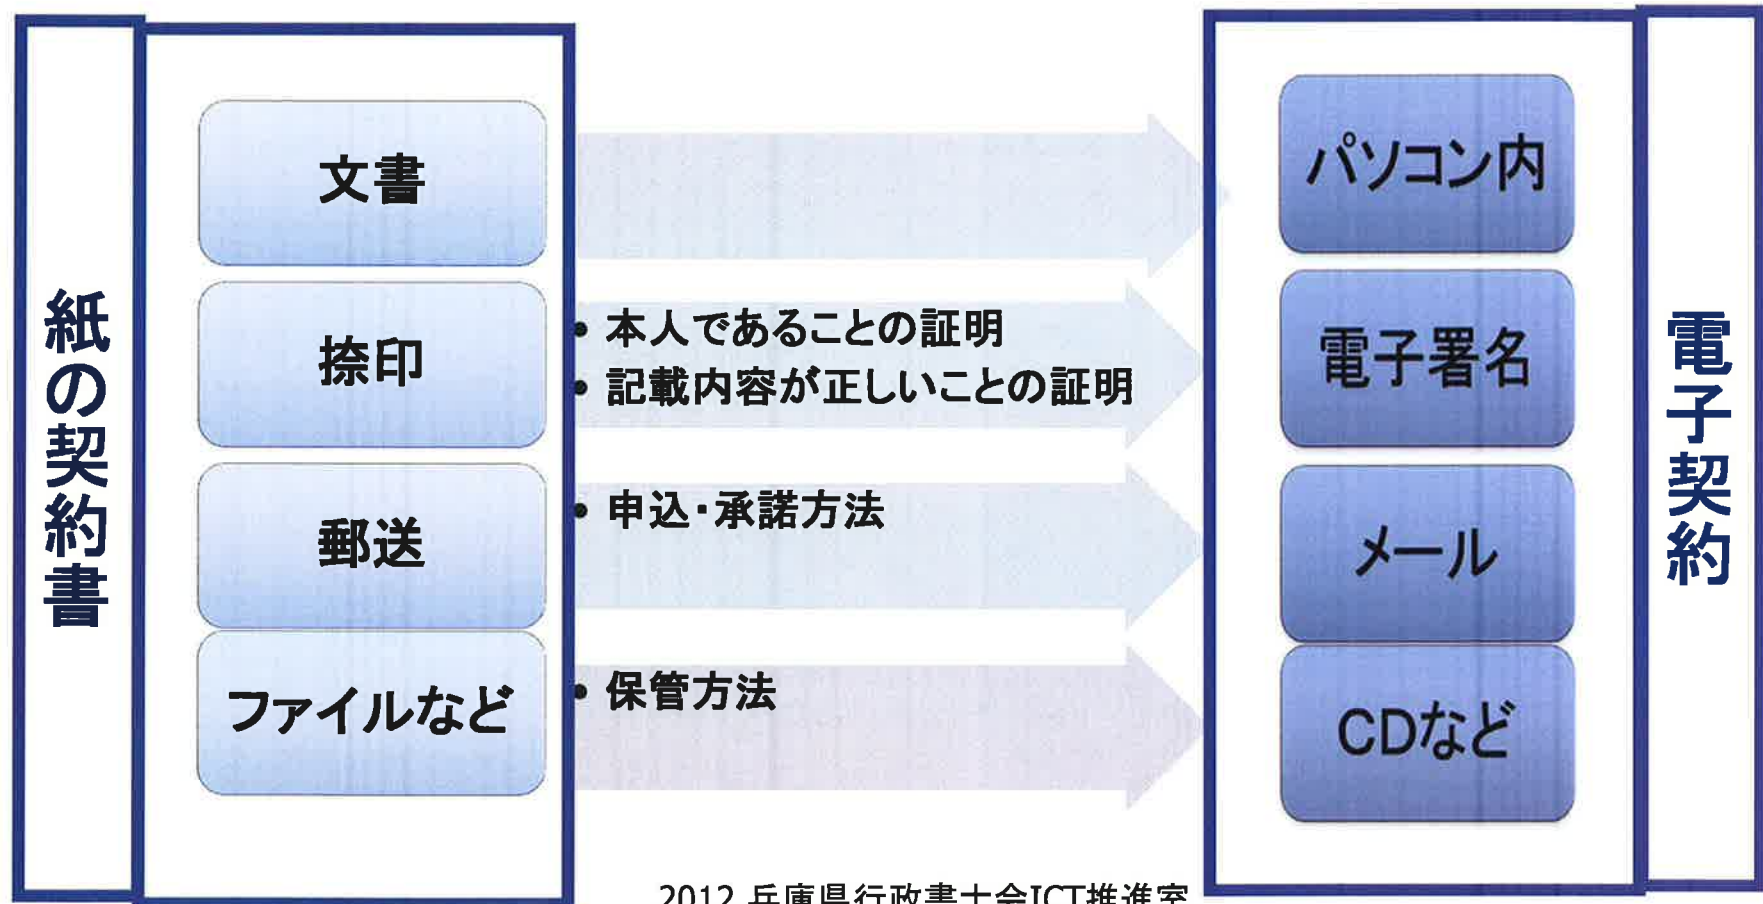 紙の契約書
文書
捺印
郵送
ファイルなど
• 本人であることの証明
• 記載内容が正しいことの証明
• 申込・承諾方法
• 保管方法
パソコン内
電子署名
メール
CDなど
電子契約
2012 兵庫県行政書士会ICT推進室